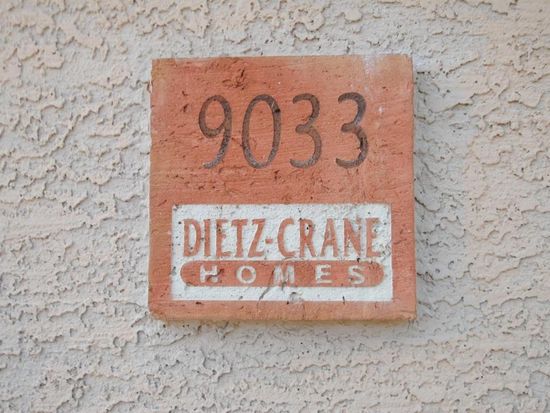 9033
DIETZ-CRANE
HOMES